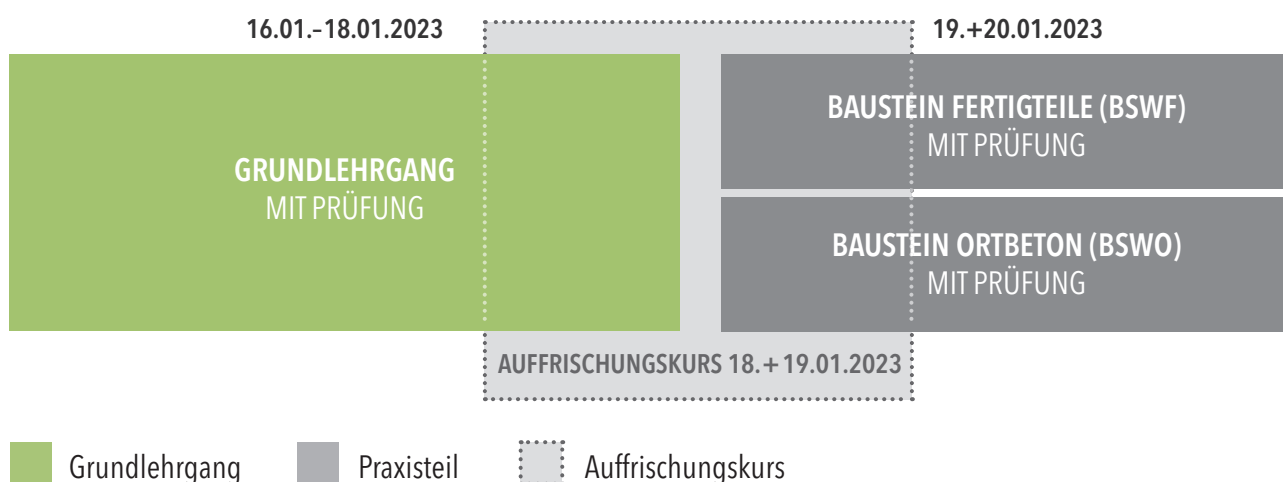 16.01.–18.01.2023
19.+20.01.2023
GRUNDLEHRGANG
MIT PRÜFUNG
BAUSTEIN FERTIGTEILE (BSWF)
MIT PRÜFUNG
BAUSTEIN ORTBETON (BSWO)
MIT PRÜFUNG
AUFFRISCHUNGSKURS 18.+19.01.2023
Grundlehrgang
Praxisteil
Auffrischungskurs